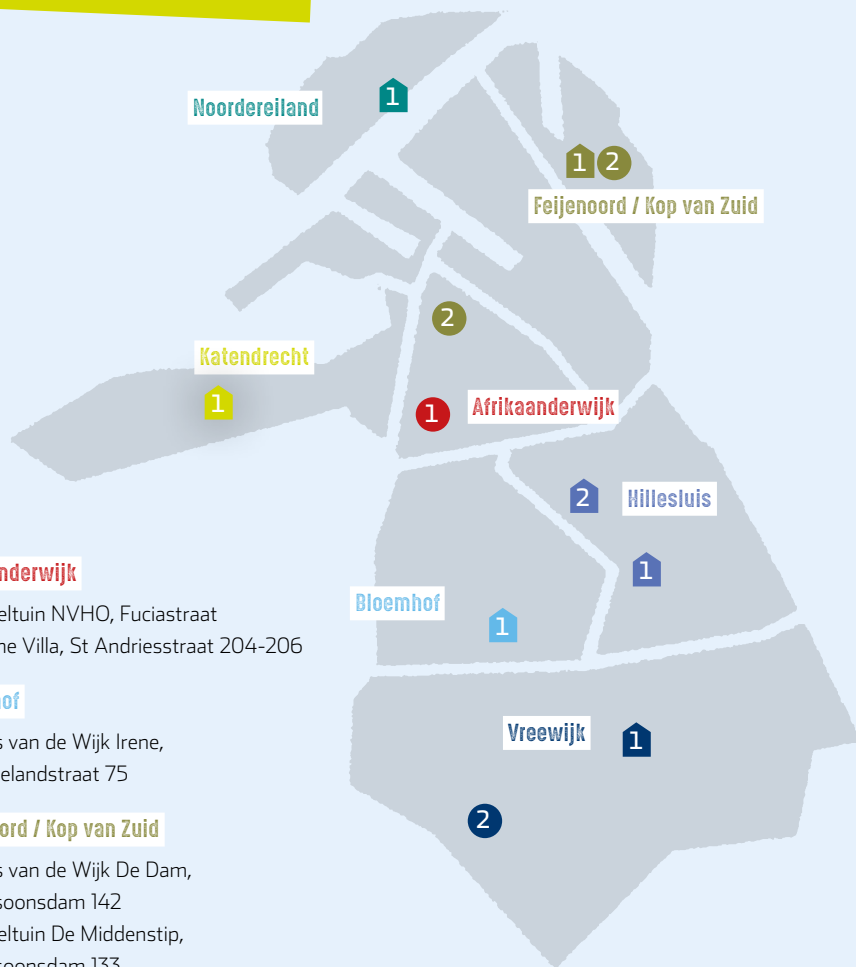 1
Noordereiland
1 2
Feijenoord / Kop van Zuid
2
Katendrecht
1
1
Afrikaanderwijk
2
Hillesluis
1
Bloemhof
1
Vreewijk
1
2
nderwijk
eltuin NVHO, Fuciastraat
ne Villa, St Andriesstraat 204-206
of
s van de Wijk Irene,
elandstraat 75
ord / Kop van Zuid
s van de Wijk De Dam,
soonsdam 142
eltuin De Middenstip,
soonsdam 133